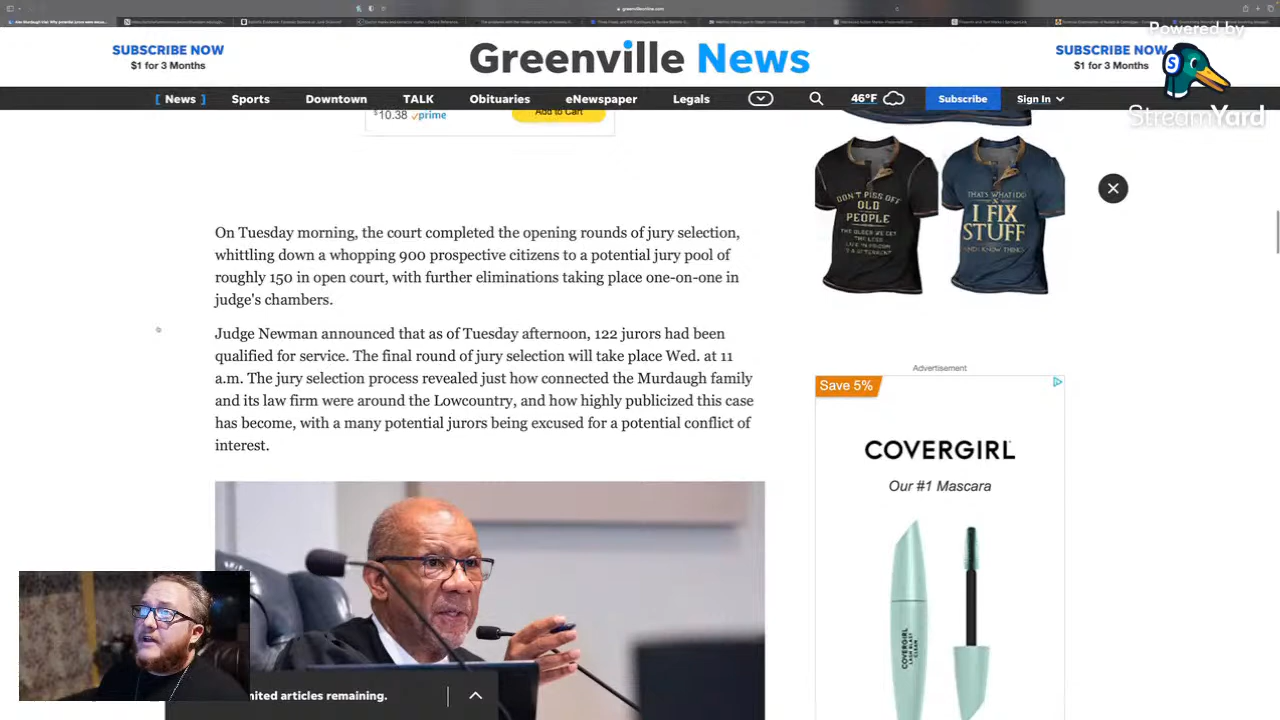 greenvilleonline.com
Powered by
StreamYard
SUBSCRIBE NOW
$1 for 3 Months
Greenville News
SUBSCRIBE NOW
$1 for 3 Months
[ News ]
Sports
Downtown
TALK
Obituaries
eNewspaper
Legals
46°F
Subscribe
Sign In
$10.38 prime
Add to Cart
DON'T PISS OFF
OLD
PEOPLE
THE OLDER WE GET
THE LESS
THAT'S WHAT I DO
I FIX
STUFF
AND I KNOW THINGS
On Tuesday morning, the court completed the opening rounds of jury selection,
whittling down a whopping 900 prospective citizens to a potential jury pool of
roughly 150 in open court, with further eliminations taking place one-on-one in
judge's chambers.
Judge Newman announced that as of Tuesday afternoon, 122 jurors had been
qualified for service. The final round of jury selection will take place Wed. at 11
a.m. The jury selection process revealed just how connected the Murdaugh family
and its law firm were around the Lowcountry, and how highly publicized this case
has become, with a many potential jurors being excused for a potential conflict of
interest.
Advertisement
Save 5%
COVERGIRL
Our #1 Mascara
COVERGIRL
LASH BLAST
CLEAN
nited articles remaining.